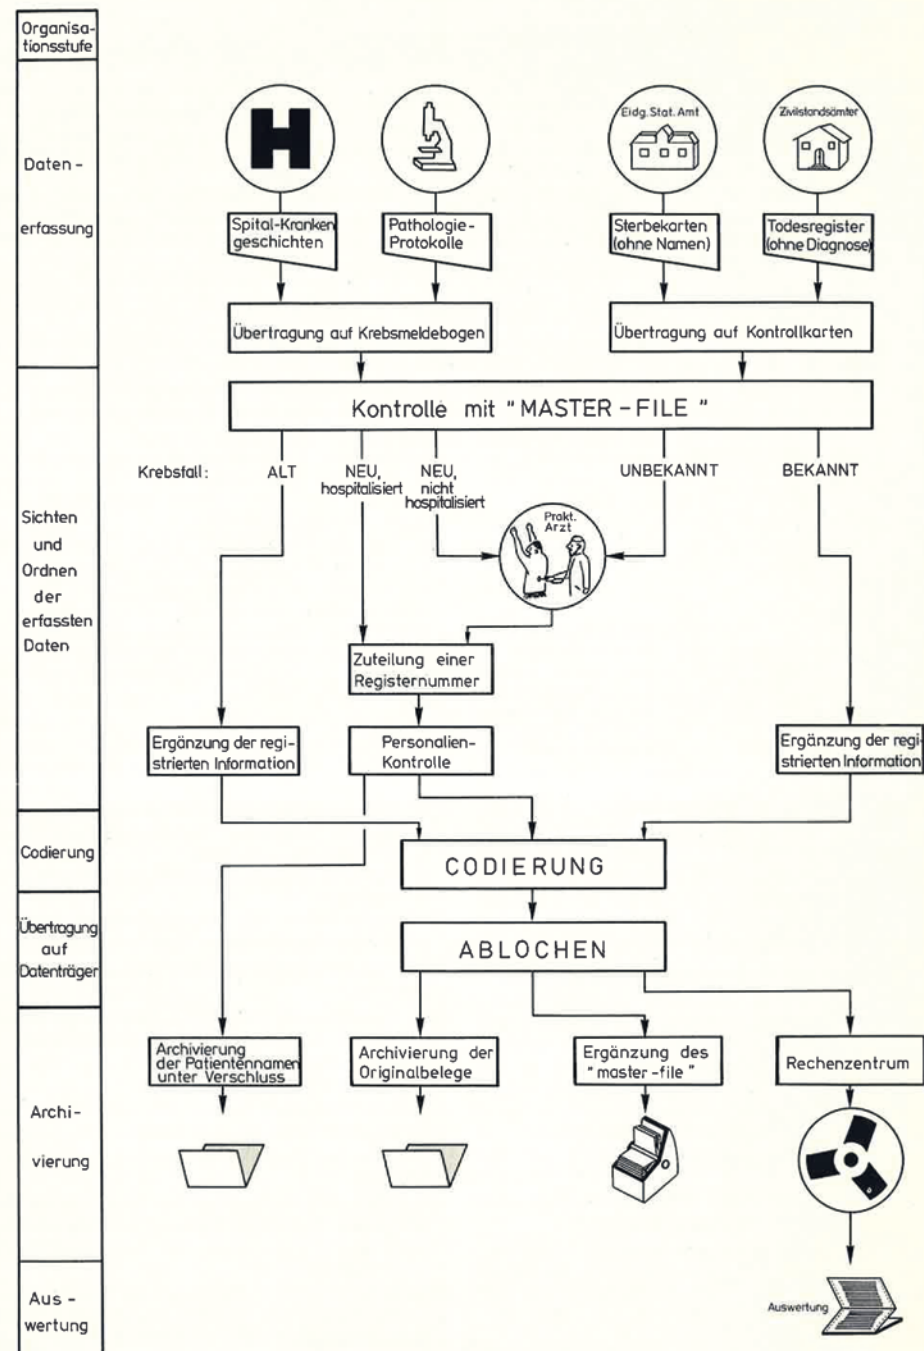 Organisa-
tionsstufe
Daten -
erfassung
Sichten
und
Ordnen
der
erfassten
Daten
Codierung
Übertragung
auf
Datenträger
Archi -
vierung
Aus -
wertung
H
Eidg. Stat. Amt
Zivilstandsämter
Spital-Kranken
geschichten
Pathologie-
Protokolle
Sterbekarten
(ohne Namen)
Todesregister
(ohne Diagnose)
Übertragung auf Krebsmeldebogen
Übertragung auf Kontrollkarten
Kontrolle mit " MASTER - FILE "
Krebsfall:
ALT
NEU,
hospitalisiert
NEU,
nicht
hospitalisiert
UNBEKANNT
BEKANNT
Prakt.
Arzt
Zuteilung einer
Registernummer
Ergänzung der regi-
strierten Information
Personalien-
Kontrolle
Ergänzung der regi-
strierten Information
CODIERUNG
ABLOCHEN
Archivierung
der Patientennamen
unter Verschluss
Archivierung der
Originalbelege
Ergänzung des
" master - file "
Rechenzentrum
Auswertung